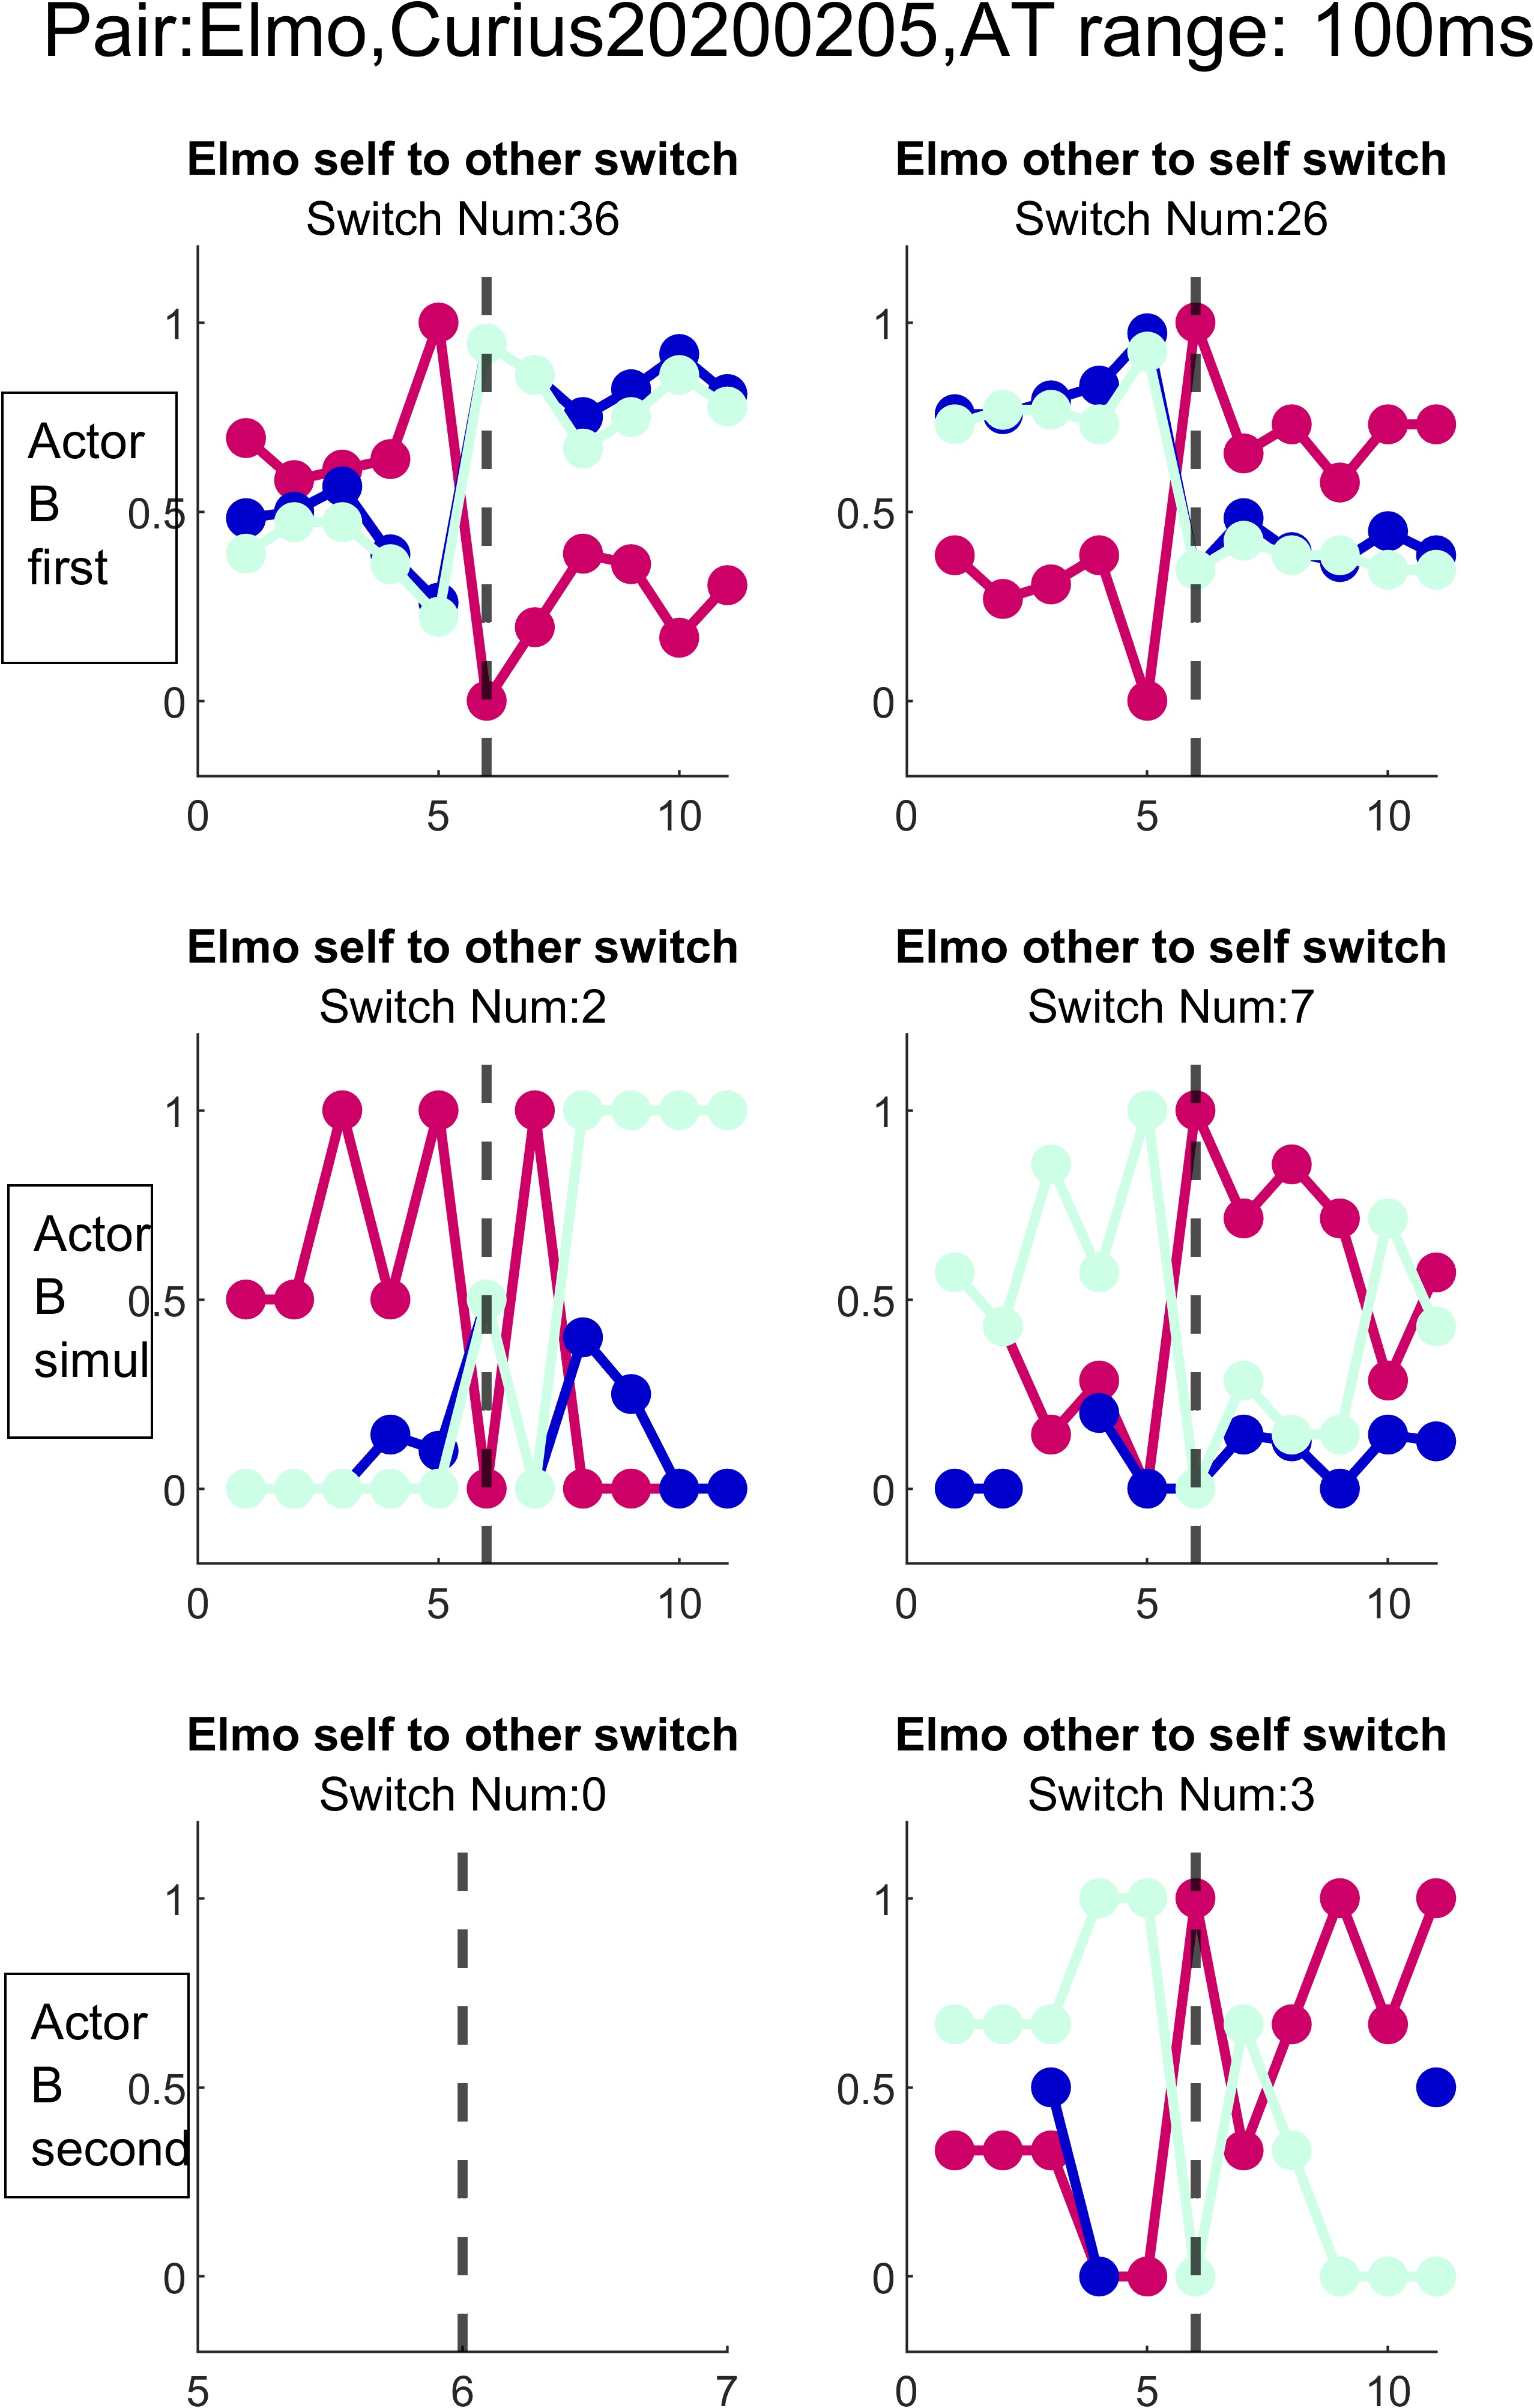 Pair:Elmo,Curius20200205,AT range: 100ms
Elmo self to other switch
Switch Num:36
1
0.5
0
0 5 10
Elmo other to self switch
Switch Num:26
1
0.5
0
0 5 10
Actor
B
first
Elmo self to other switch
Switch Num:2
1
0.5
0
0 5 10
Elmo other to self switch
Switch Num:7
1
0.5
0
0 5 10
Actor
B
simul
Elmo self to other switch
Switch Num:0
1
0.5
0
5 6 7
Elmo other to self switch
Switch Num:3
1
0.5
0
0 5 10
Actor
B
second